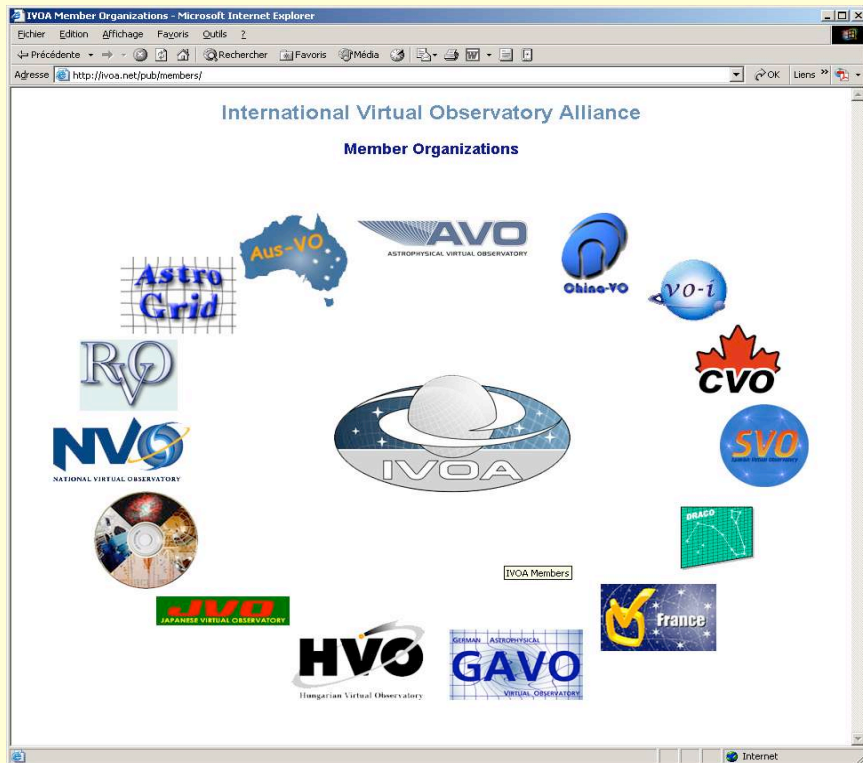 IVOA Member Organizations - Microsoft Internet Explorer
Fichier Edition Affichage Favoris Outils ?
Précédente Rechercher Favoris Média
Adresse http://ivoa.net/pub/members/ OK Liens »
International Virtual Observatory Alliance
Member Organizations
Aus-VO
AVO
ASTROPHYSICAL VIRTUAL OBSERVATORY
China-VO
Astro
Grid
vo-i
RVO
CVO
NVO
NATIONAL VIRTUAL OBSERVATORY
IVOA
SVO
DRACO
IVOA Members
JVO
JAPANESE VIRTUAL OBSERVATORY
France
HVO
Hungarian Virtual Observatory
GERMAN ASTROPHYSICAL
GAVO
VIRTUAL OBSERVATORY
Internet